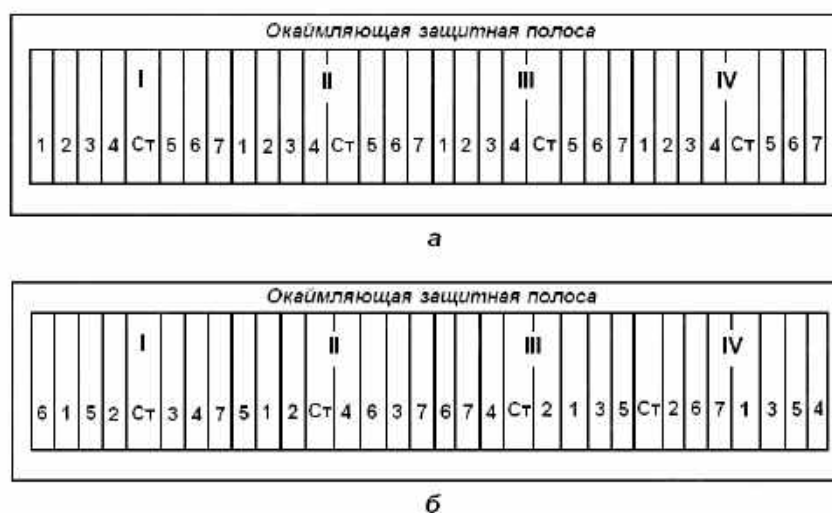 Окаймляющая защитная полоса
I II III IV
1 2 3 4 Ст 5 6 7 1 2 3 4 Ст 5 6 7 1 2 3 4 Ст 5 6 7 1 2 3 4 Ст 5 6 7
а
Окаймляющая защитная полоса
I II III IV
6 1 5 2 Ст 3 4 7 5 1 2 Ст 4 6 3 7 6 7 4 Ст 2 1 3 5 Ст 2 6 7 1 3 5 4
б